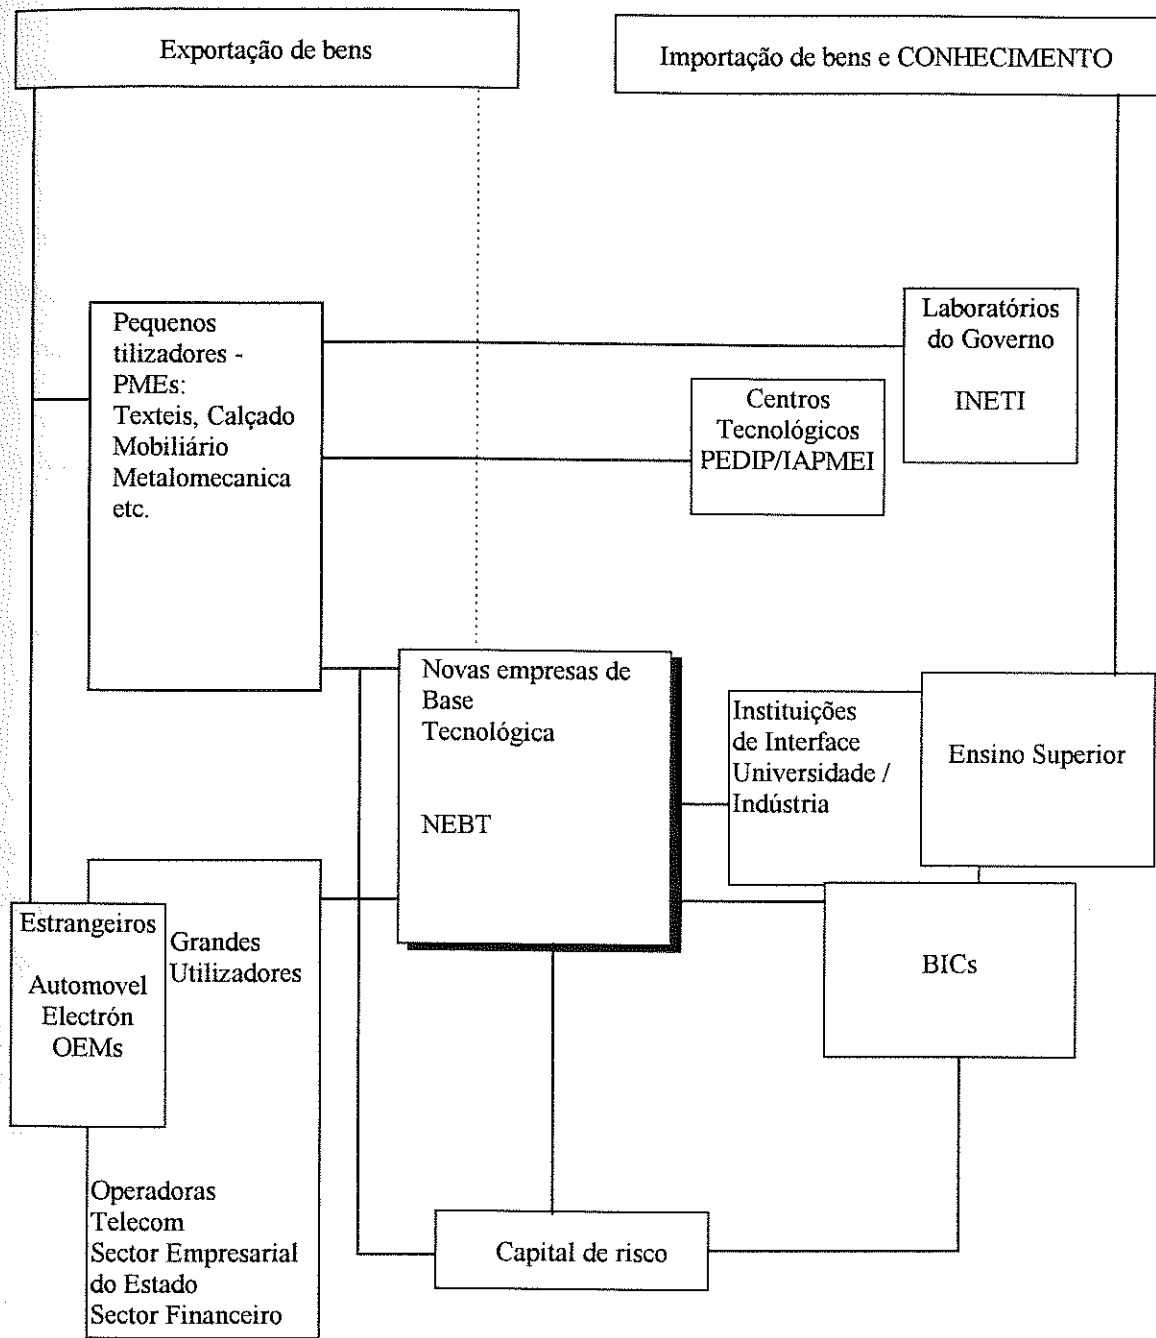 Exportação de bens
Importação de bens e CONHECIMENTO
Pequenos
tilizadores -
PMEs:
Texteis, Calçado
Mobiliário
Metalomecanica
etc.
Laboratórios
do Governo
INETI
Centros
Tecnológicos
PEDIP/IAPMEI
Novas empresas de
Base
Tecnológica
NEBT
Instituições
de Interface
Universidade /
Indústria
Ensino Superior
Estrangeiros
Automovel
Electrón
OEMs
Grandes
Utilizadores
BICs
Operadoras
Telecom
Sector Empresarial
do Estado
Sector Financeiro
Capital de risco